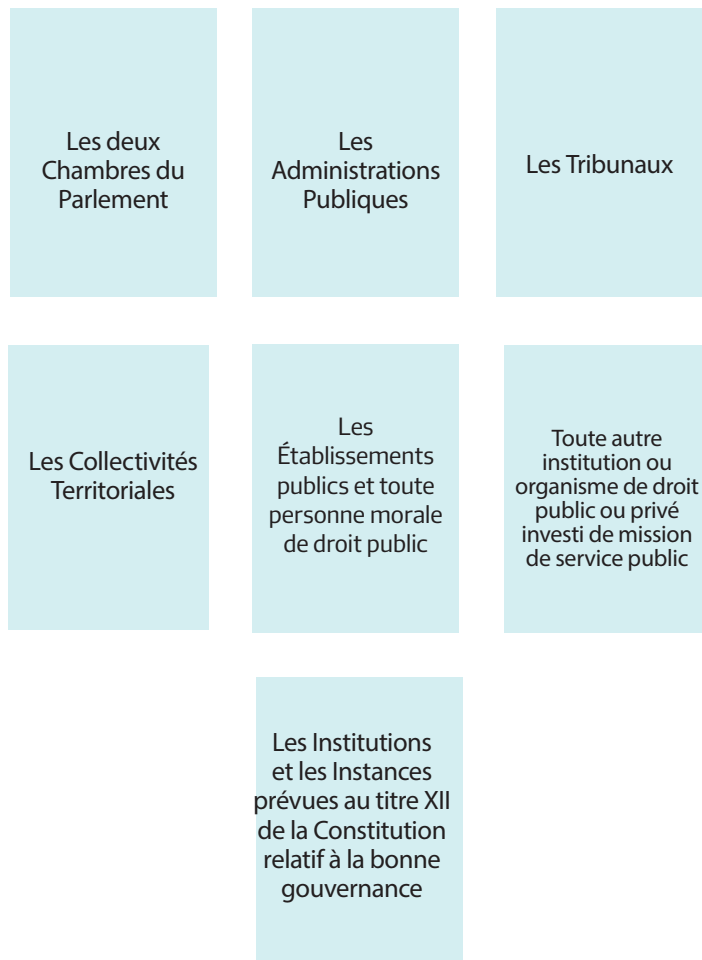 Les deux
Chambres du
Parlement
Les
Administrations
Publiques
Les Tribunaux
Les Collectivités
Territoriales
Les
Établissements
publics et toute
personne morale
de droit public
Toute autre
institution ou
organisme de droit
public ou privé
investi de mission
de service public
Les Institutions
et les Instances
prévues au titre XII
de la Constitution
relatif à la bonne
gouvernance